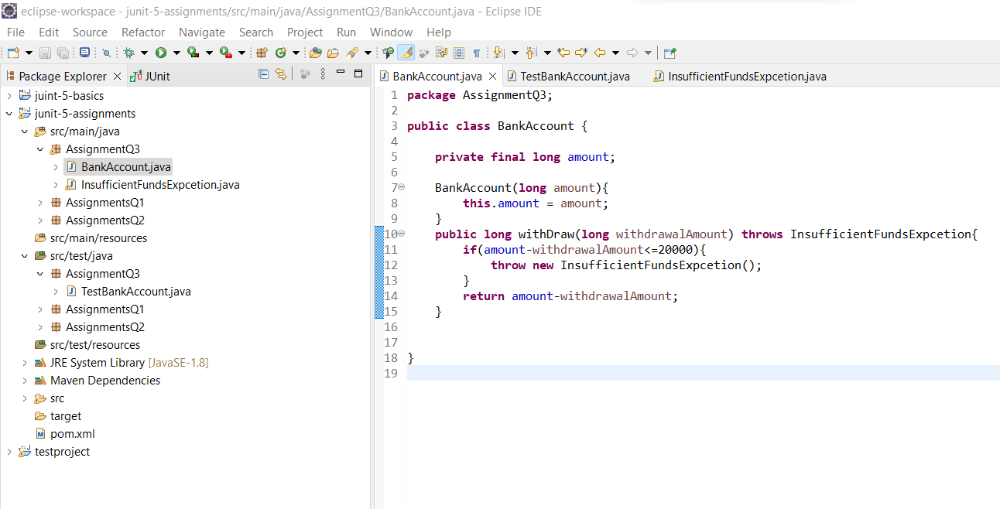 eclipse-workspace - junit-5-assignments/src/main/java/AssignmentQ3/BankAccount.java - Eclipse IDE
File Edit Source Refactor Navigate Search Project Run Window Help
Package Explorer JUnit
juint-5-basics
junit-5-assignments
src/main/java
AssignmentQ3
BankAccount.java
InsufficientFundsExpcetion.java
AssignmentsQ1
AssignmentsQ2
src/main/resources
src/test/java
AssignmentQ3
TestBankAccount.java
AssignmentsQ1
AssignmentsQ2
src/test/resources
JRE System Library [JavaSE-1.8]
Maven Dependencies
src
target
pom.xml
testproject
BankAccount.java TestBankAccount.java InsufficientFundsExpcetion.java
1 package AssignmentQ3;
2
3 public class BankAccount {
4
5     private final long amount;
6
7     BankAccount(long amount){
8         this.amount = amount;
9     }
10     public long withDraw(long withdrawalAmount) throws InsufficientFundsExpcetion{
11         if(amount-withdrawalAmount<=20000){
12             throw new InsufficientFundsExpcetion();
13         }
14         return amount-withdrawalAmount;
15     }
16
17
18 }
19